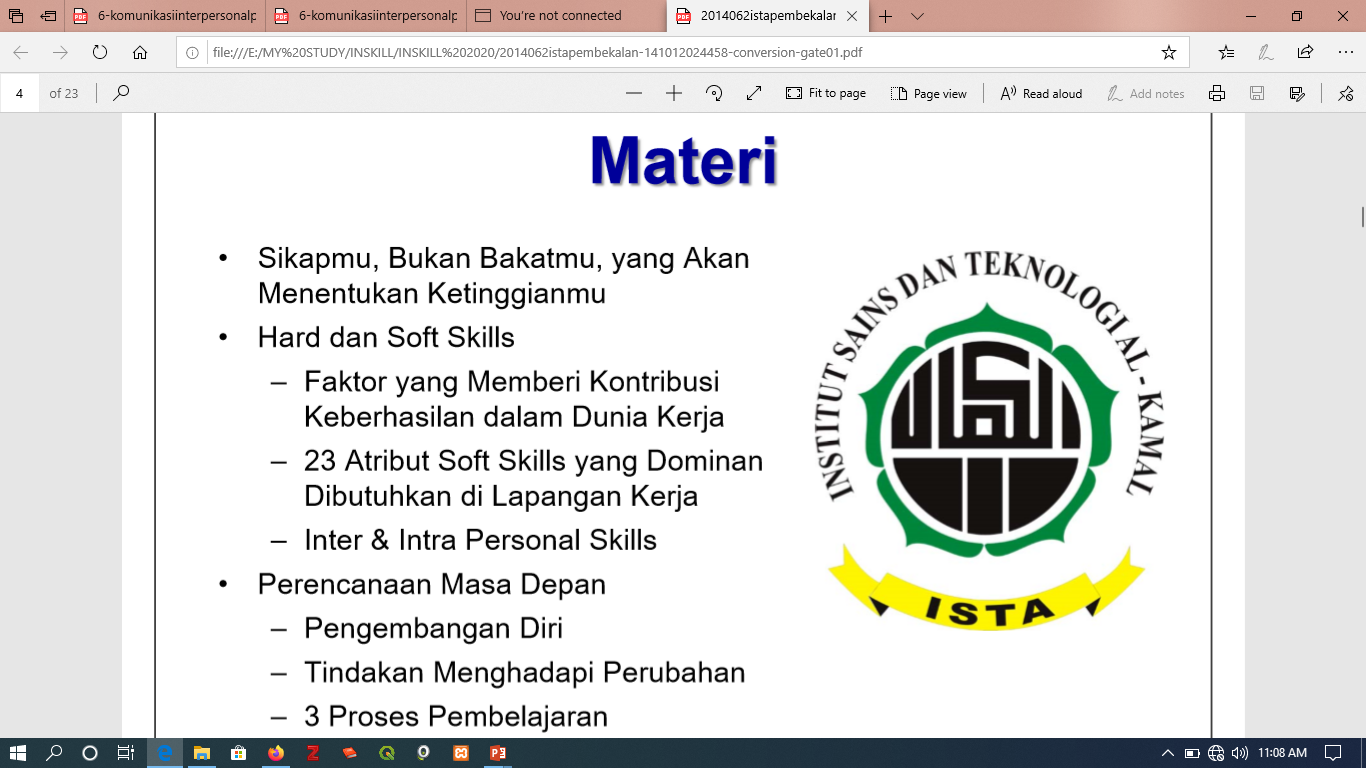 6-komunikasiinterpersonalp
6-komunikasiinterpersonalp
You're not connected
2014062istapembekalan
file:///E:/MY%20STUDY/INSKILL/INSKILL%202020/2014062istapembekalan-141012024458-conversion-gate01.pdf
4 of 23
Fit to page
Page view
Read aloud
Add notes
Materi
• Sikapmu, Bukan Bakatmu, yang Akan
Menentukan Ketinggianmu
• Hard dan Soft Skills
– Faktor yang Memberi Kontribusi
Keberhasilan dalam Dunia Kerja
– 23 Atribut Soft Skills yang Dominan
Dibutuhkan di Lapangan Kerja
– Inter & Intra Personal Skills
• Perencanaan Masa Depan
– Pengembangan Diri
– Tindakan Menghadapi Perubahan
– 3 Proses Pembelajaran
INSTITUT SAINS DAN TEKNOLOGI AL - KAMAL
ISTA
11:08 AM